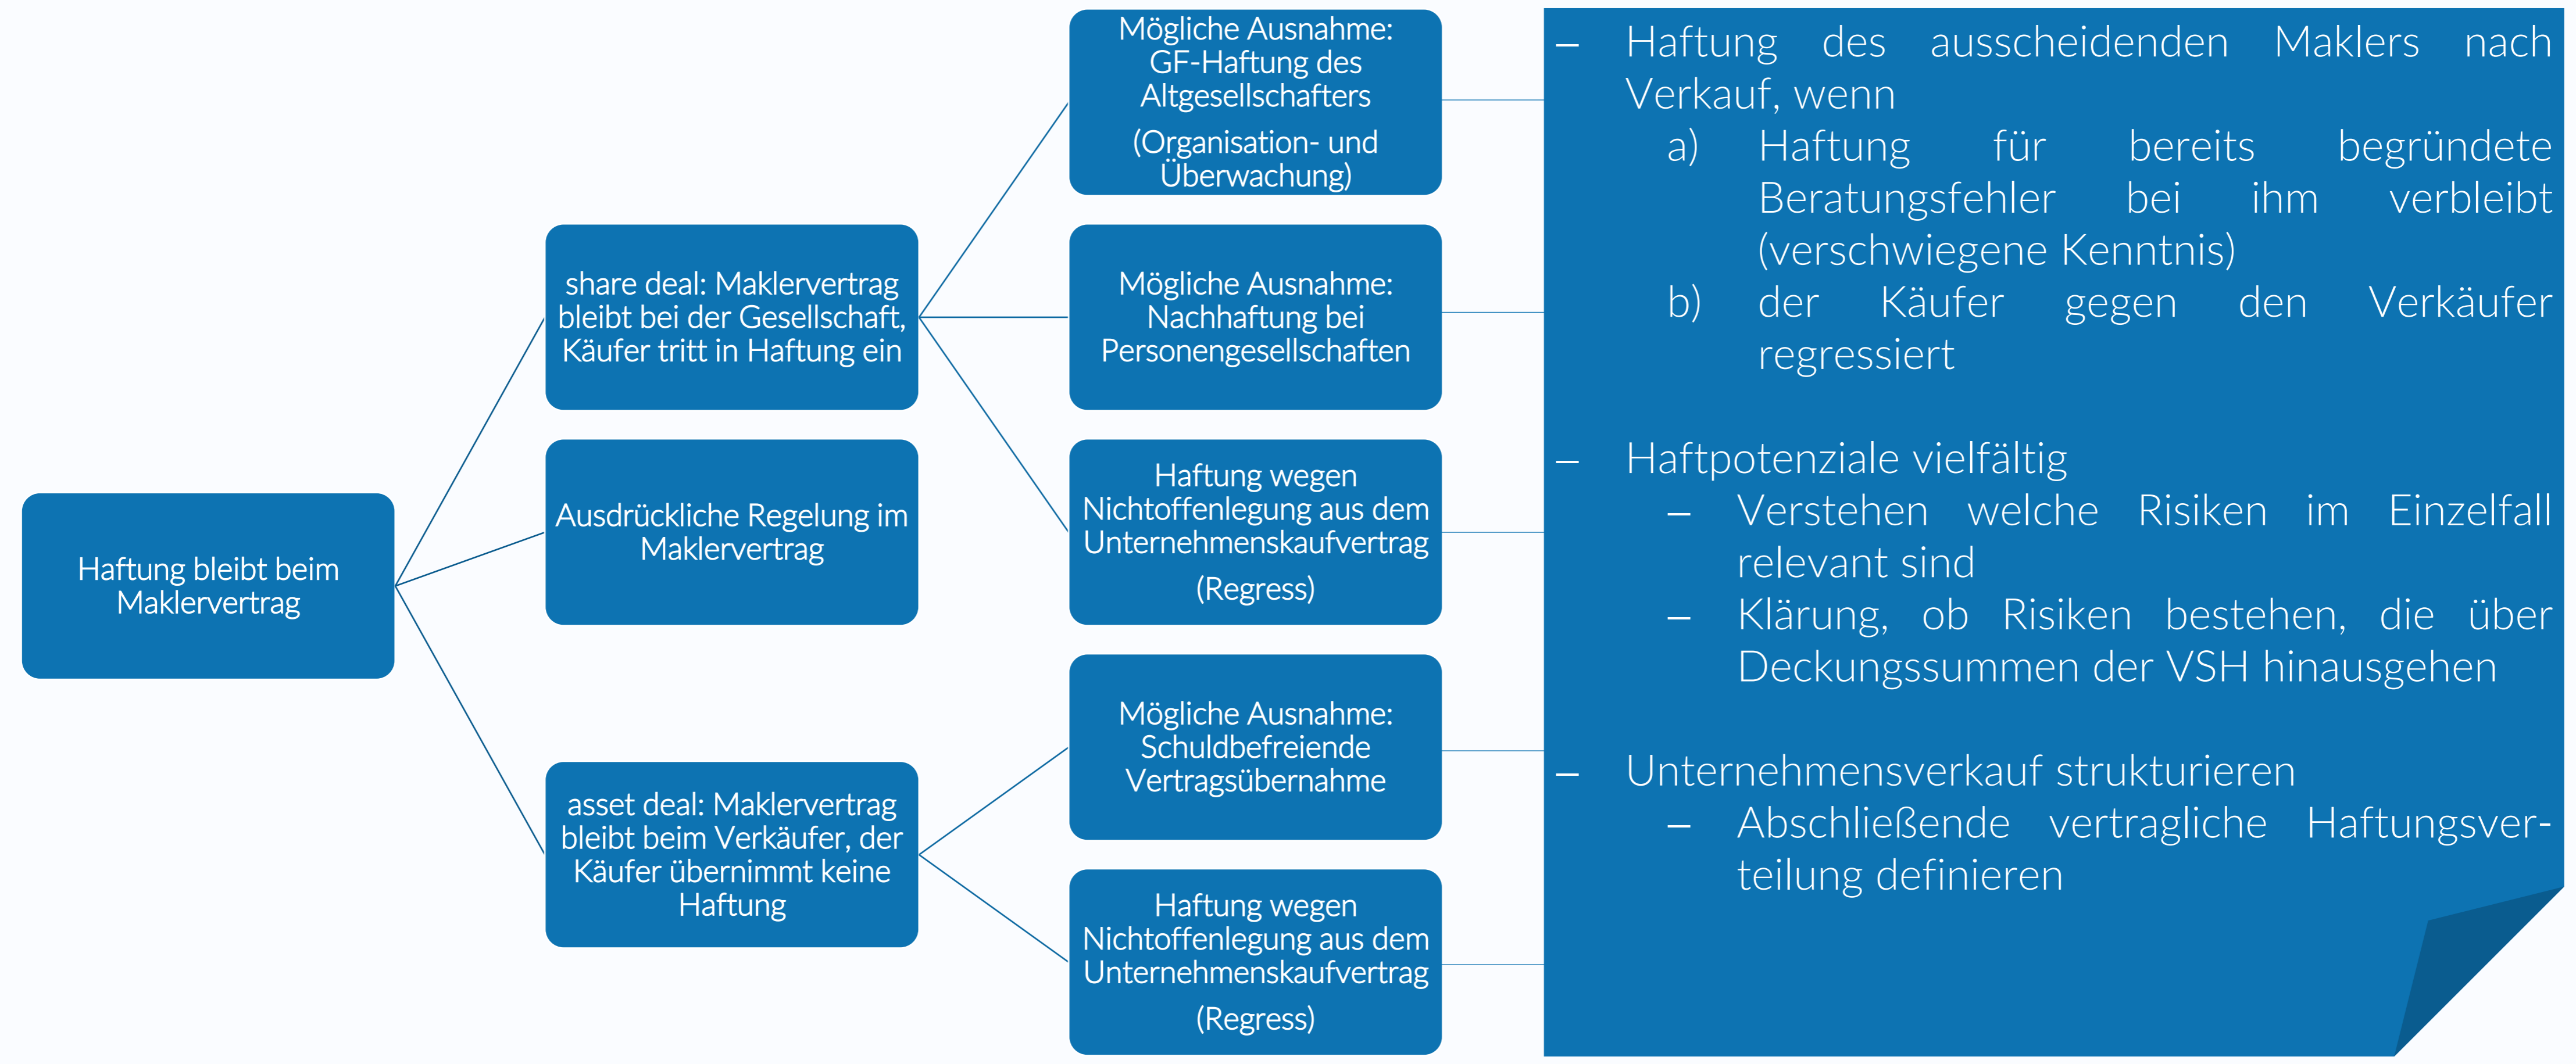 Haftung bleibt beim
Maklervertrag
share deal: Maklervertrag
bleibt bei der Gesellschaft,
Käufer tritt in Haftung ein
Ausdrückliche Regelung im
Maklervertrag
asset deal: Maklervertrag
bleibt beim Verkäufer, der
Käufer übernimmt keine
Haftung
Mögliche Ausnahme:
GF-Haftung des
Altgesellschafters
(Organisation- und
Überwachung)
Mögliche Ausnahme:
Nachhaftung bei
Personengesellschaften
Haftung wegen
Nichtoffenlegung aus dem
Unternehmenskaufvertrag
(Regress)
Mögliche Ausnahme:
Schuldbefreiende
Vertragsübernahme
Haftung wegen
Nichtoffenlegung aus dem
Unternehmenskaufvertrag
(Regress)
– Haftung des ausscheidenden Maklers nach
Verkauf, wenn
a) Haftung für bereits begründete
Beratungsfehler bei ihm verbleibt
(verschwiegene Kenntnis)
b) der Käufer gegen den Verkäufer
regressiert
– Haftpotenziale vielfältig
– Verstehen welche Risiken im Einzelfall
relevant sind
– Klärung, ob Risiken bestehen, die über
Deckungssummen der VSH hinausgehen
– Unternehmensverkauf strukturieren
– Abschließende vertragliche Haftungsver-
teilung definieren